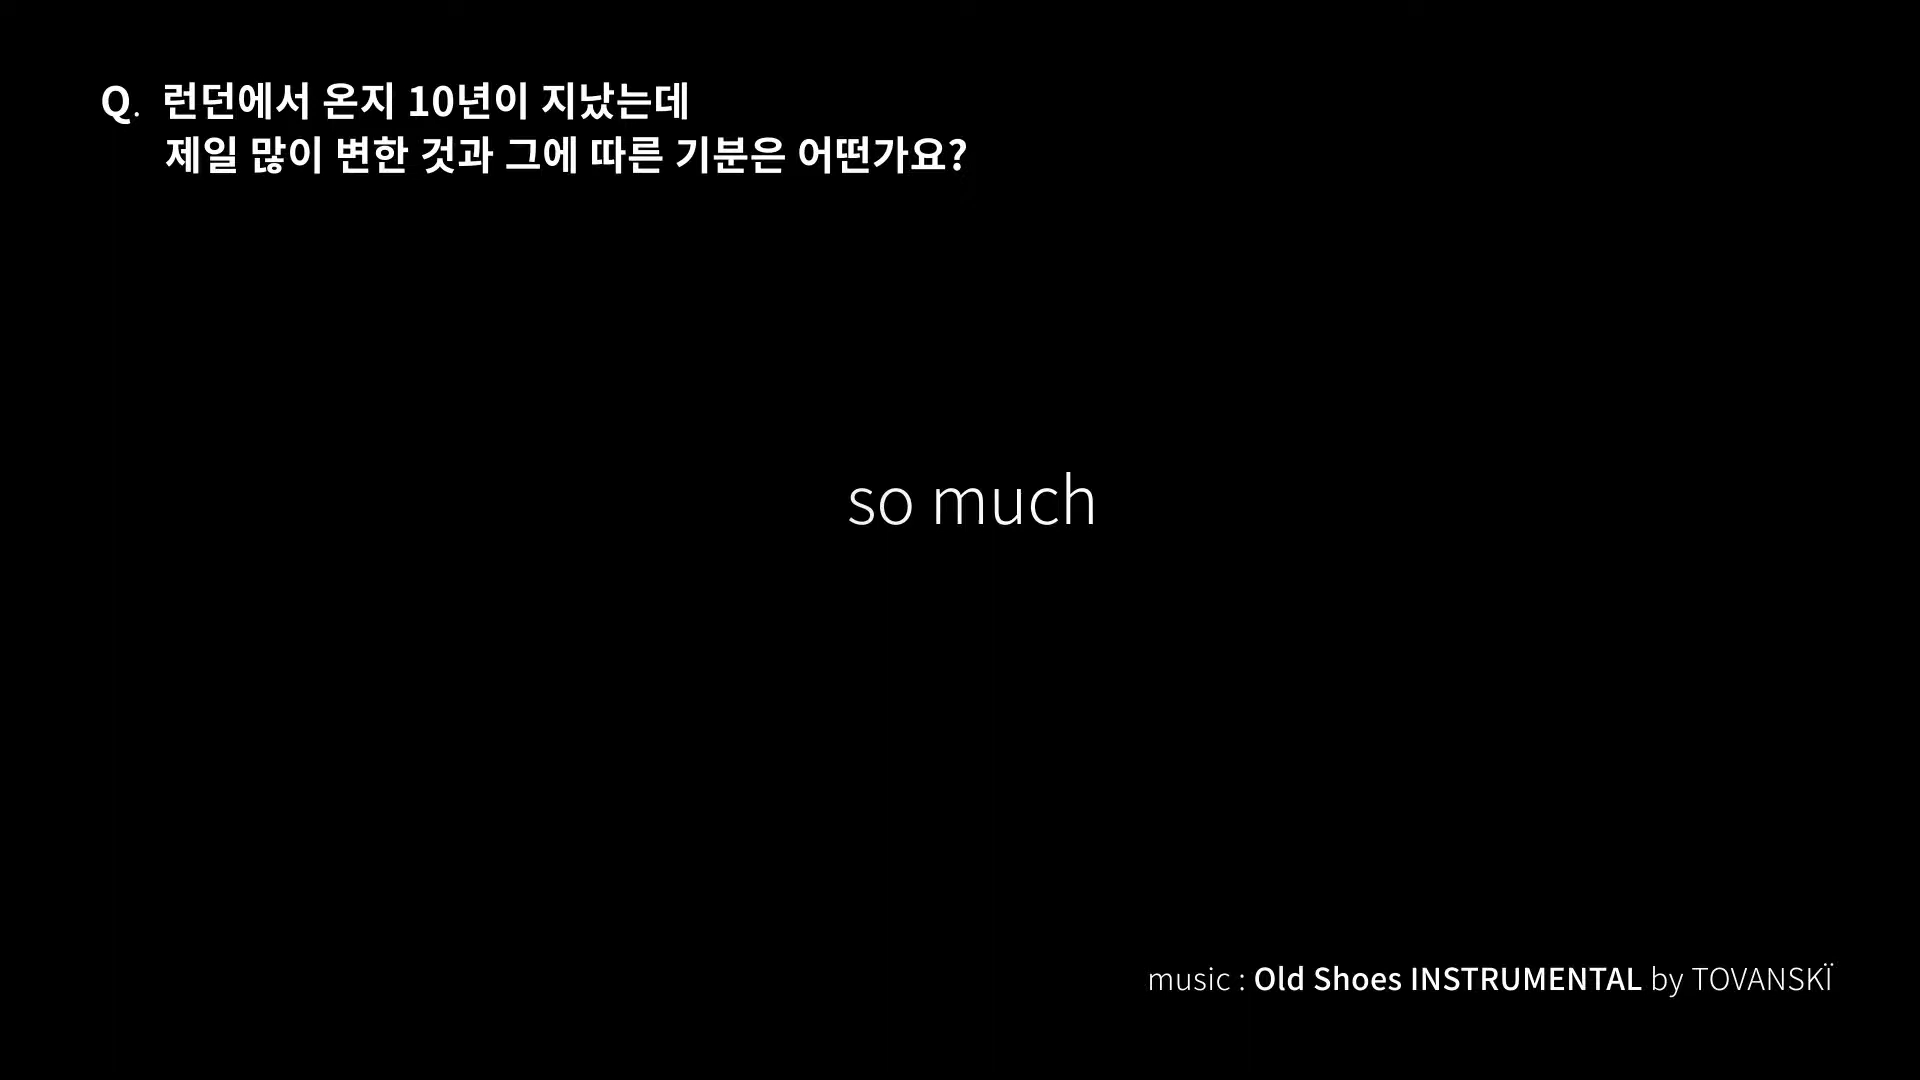 Q. 런던에서 온지 10년이 지났는데
제일 많이 변한 것과 그에 따른 기분은 어떤가요?
so much
music : Old Shoes INSTRUMENTAL by TOVANSKÏ